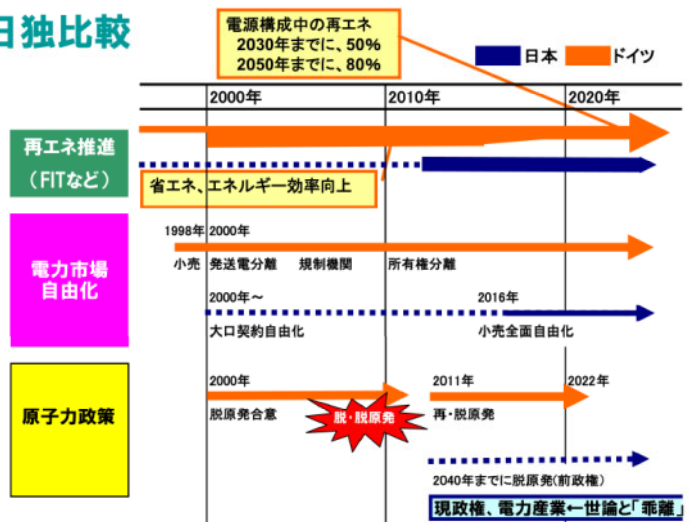 日独比較
電源構成中の再エネ
2030年までに、50%
2050年までに、80%
日本 ドイツ
2000年 2010年 2020年
再エネ推進
(FITなど)
省エネ、エネルギー効率向上
電力市場
自由化
1998年 2000年
小売 発送電分離 規制機関 所有権分離
2000年～ 2016年
大口契約自由化 小売全面自由化
原子力政策
2000年 2011年 2022年
脱原発合意 脱・脱原発 再・脱原発
2040年までに脱原発(前政権)
現政権、電力産業←世論と「乖離」